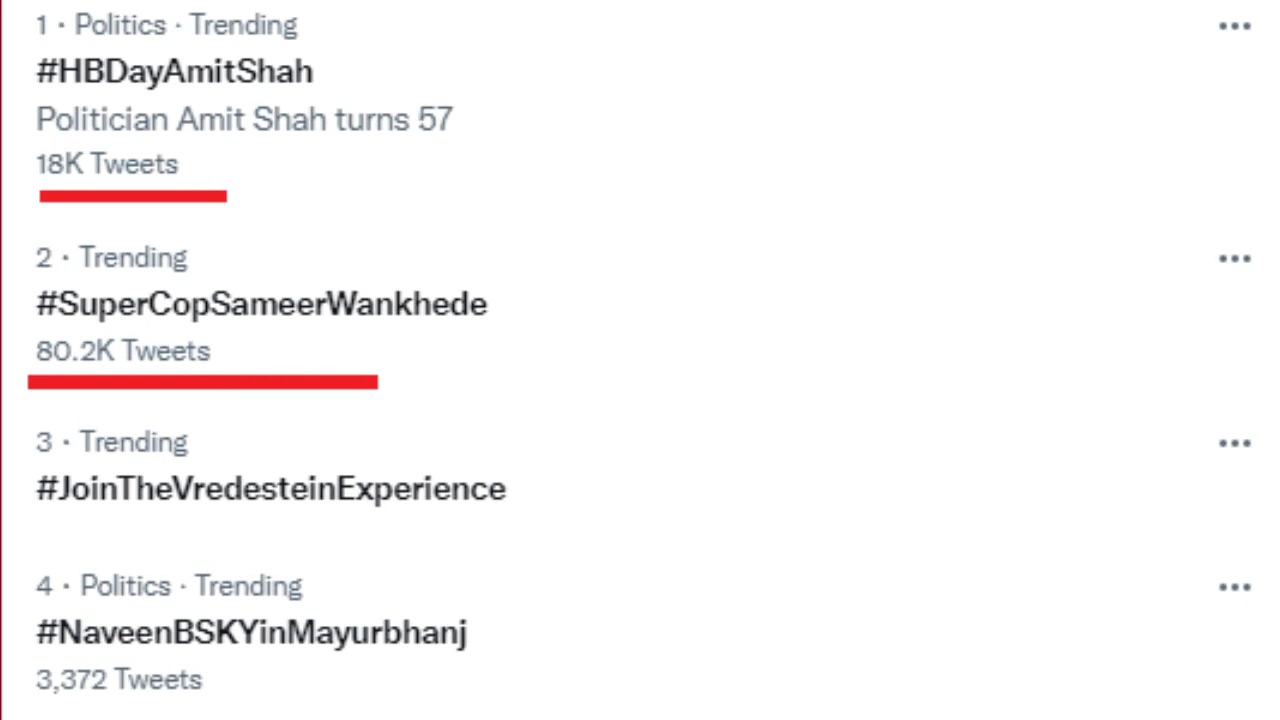 1 · Politics · Trending
#HBDayAmitShah
Politician Amit Shah turns 57
18K Tweets
2 · Trending
#SuperCopSameerWankhede
80.2K Tweets
3 · Trending
#JoinTheVredesteinExperience
4 · Politics · Trending
#NaveenBSKYinMayurbhanj
3,372 Tweets